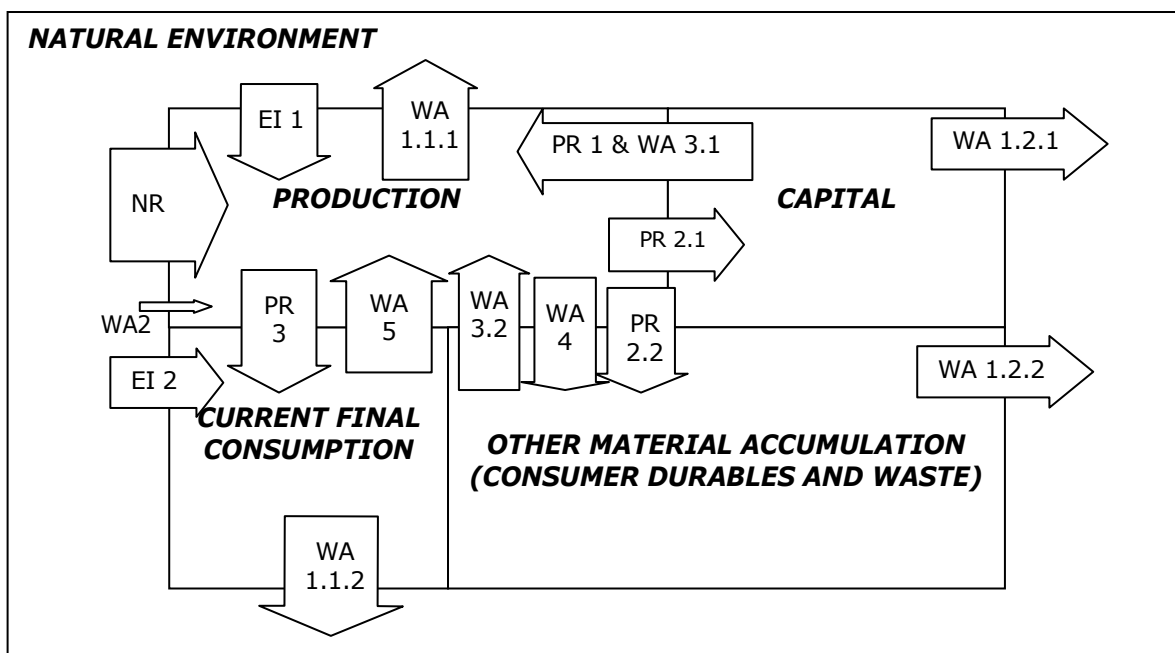 NATURAL ENVIRONMENT
EI 1
WA
1.1.1
PR 1 & WA 3.1
WA 1.2.1
NR
PRODUCTION
CAPITAL
PR 2.1
WA2
PR
3
WA
5
WA
3.2
WA
4
PR
2.2
EI 2
WA 1.2.2
CURRENT FINAL
CONSUMPTION
OTHER MATERIAL ACCUMULATION
(CONSUMER DURABLES AND WASTE)
WA
1.1.2